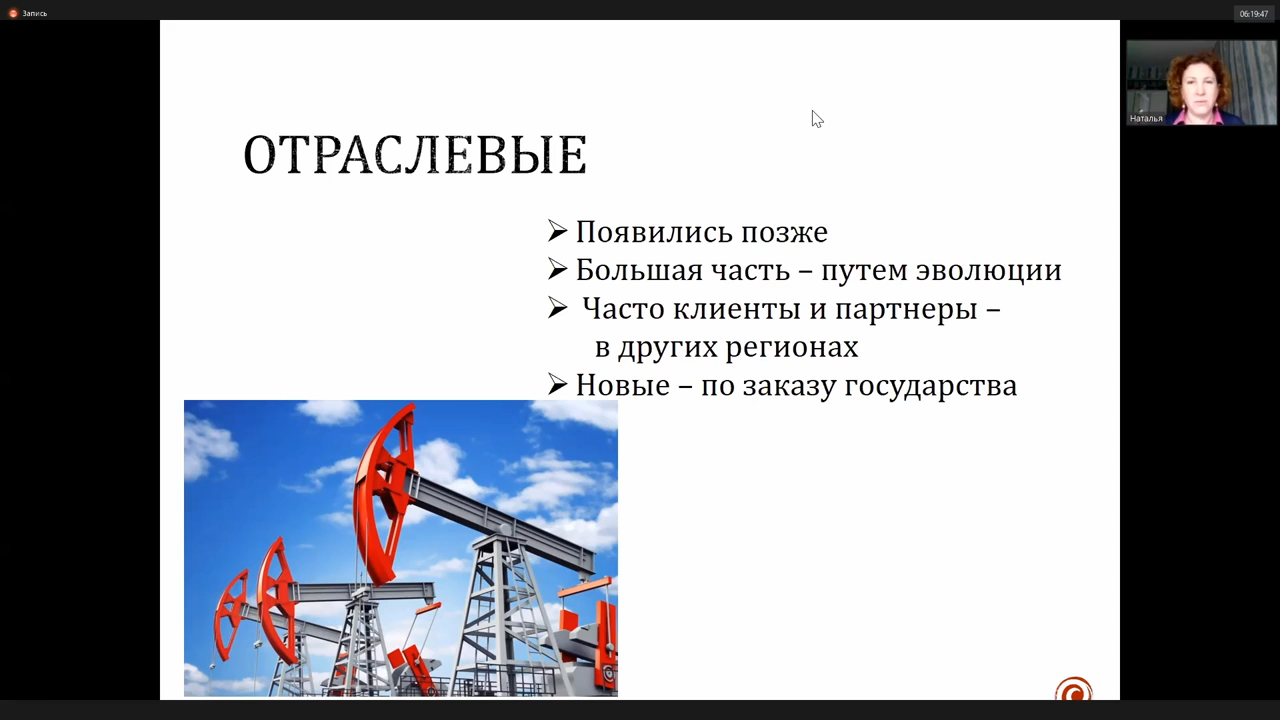 Запись
06:19:47
Наталья
ОТРАСЛЕВЫЕ
Появились позже
Большая часть – путем эволюции
Часто клиенты и партнеры –
в других регионах
Новые – по заказу государства